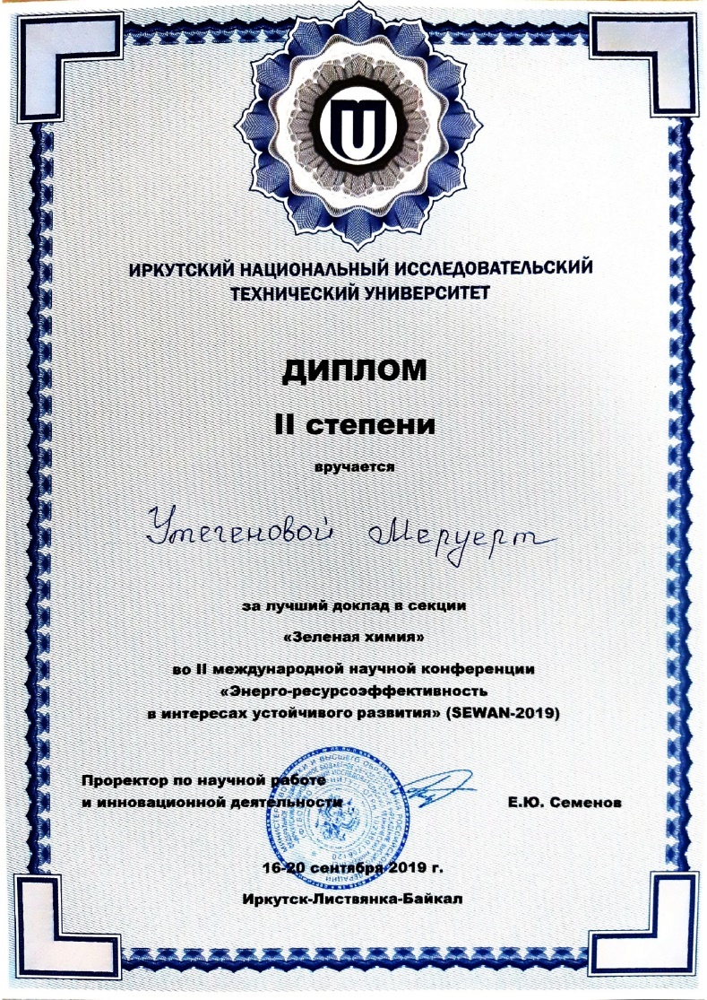 ИРКУТСКИЙ НАЦИОНАЛЬНЫЙ ИССЛЕДОВАТЕЛЬСКИЙ
ТЕХНИЧЕСКИЙ УНИВЕРСИТЕТ
ДИПЛОМ
II степени
вручается
Утегеновой Меруерт
за лучший доклад в секции
«Зеленая химия»
во II международной научной конференции
«Энерго-ресурсоэффективность
в интересах устойчивого развития» (SEWAN-2019)
Проректор по научной работе
и инновационной деятельности
Е.Ю. Семенов
16-20 сентября 2019 г.
Иркутск-Листвянка-Байкал